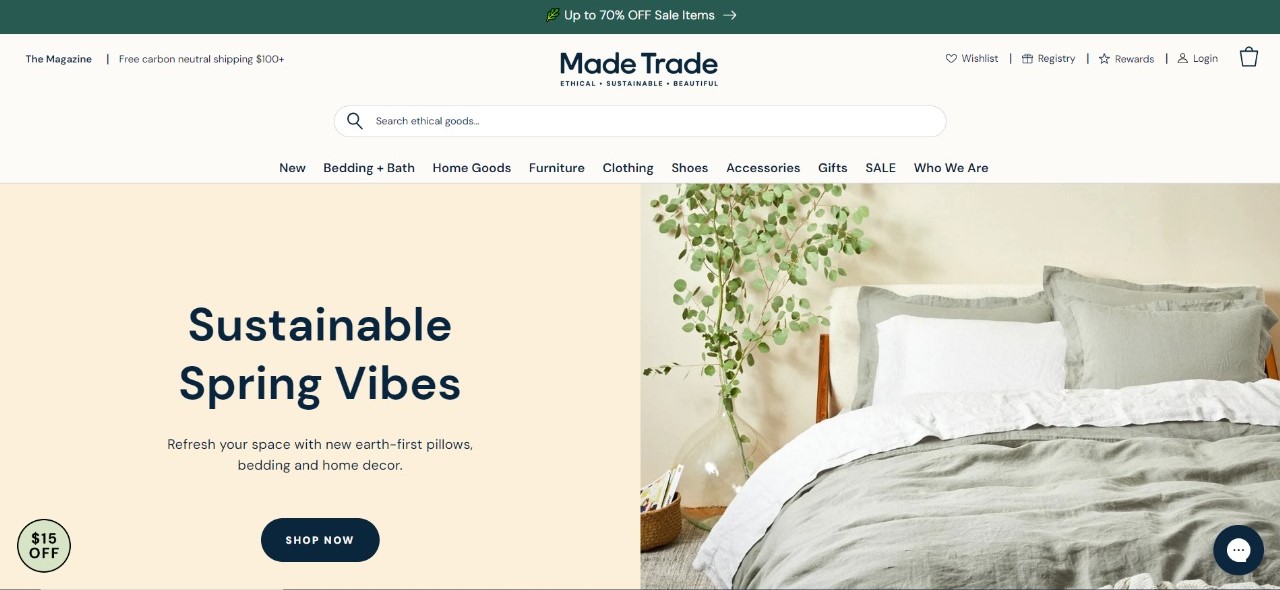 Up to 70% OFF Sale Items
The Magazine | Free carbon neutral shipping $100+
Made Trade
ETHICAL • SUSTAINABLE • BEAUTIFUL
Wishlist | Registry | Rewards | Login
Search ethical goods...
New Bedding + Bath Home Goods Furniture Clothing Shoes Accessories Gifts SALE Who We Are
Sustainable
Spring Vibes
Refresh your space with new earth-first pillows,
bedding and home decor.
SHOP NOW
$15
OFF